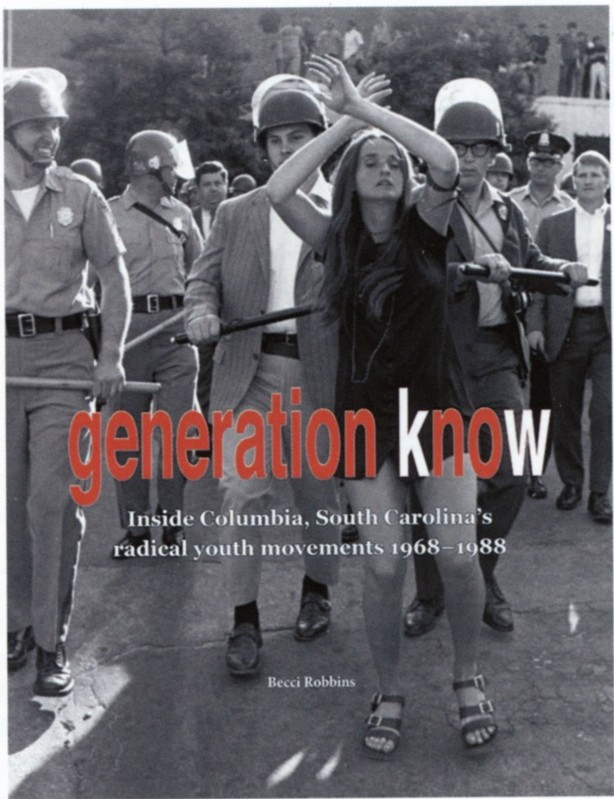 generation know
Inside Columbia, South Carolina's
radical youth movements 1968–1988
Becci Robbins